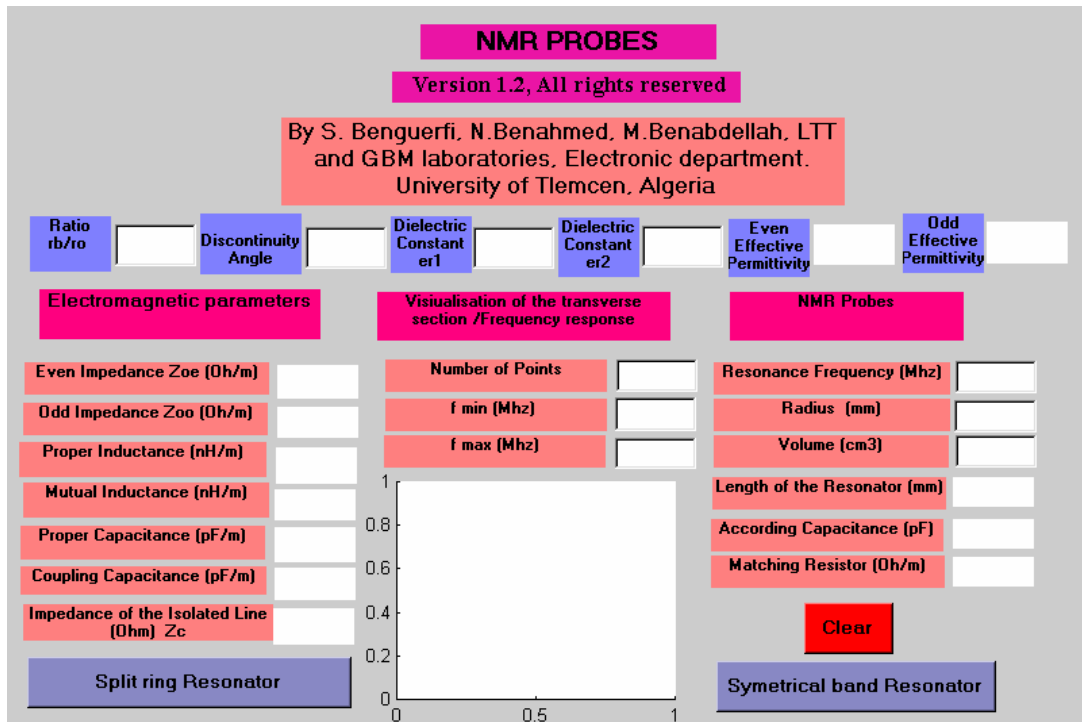 NMR PROBES
Version 1.2, All rights reserved
By S. Benguerfi, N.Benahmed, M.Benabdellah, LTT
and GBM laboratories, Electronic department.
University of Tlemcen, Algeria
Ratio
rb/ro
Discontinuity
Angle
Dielectric
Constant
er1
Dielectric
Constant
er2
Even
Effective
Permittivity
Odd
Effective
Permittivity
Electromagnetic parameters
Even Impedance Zoe (Oh/m)
Odd Impedance Zoo (Oh/m)
Proper Inductance (nH/m)
Mutual Inductance (nH/m)
Proper Capacitance (pF/m)
Coupling Capacitance (pF/m)
Impedance of the Isolated Line
(Ohm) Zc
Split ring Resonator
Visiualisation of the transverse
section /Frequency response
Number of Points
f min (Mhz)
f max (Mhz)
1
0.8
0.6
0.4
0.2
0
0
0.5
1
NMR Probes
Resonance Frequency (Mhz)
Radius (mm)
Volume (cm3)
Length of the Resonator (mm)
According Capacitance (pF)
Matching Resistor (Oh/m)
Clear
Symetrical band Resonator